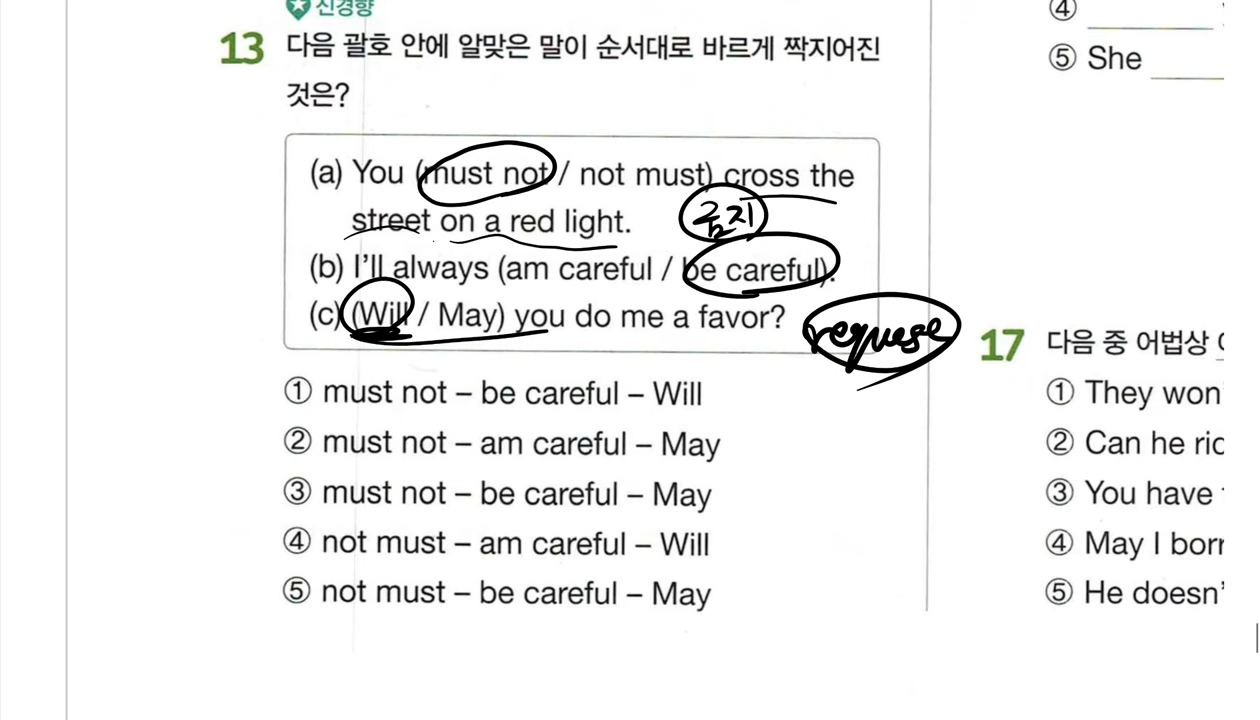 신경향
13 다음 괄호 안에 알맞은 말이 순서대로 바르게 짝지어진
것은?
(a) You (must not / not must) cross the
street on a red light.
금지
(b) I'll always (am careful / be careful).
(c) (Will / May) you do me a favor?
① must not – be careful – Will
② must not – am careful – May
③ must not – be careful – May
④ not must – am careful – Will
⑤ not must – be careful – May
④
⑤ She
17 다음 중 어법상
① They won'
② Can he ric
③ You have
④ May I borr
⑤ He doesn'